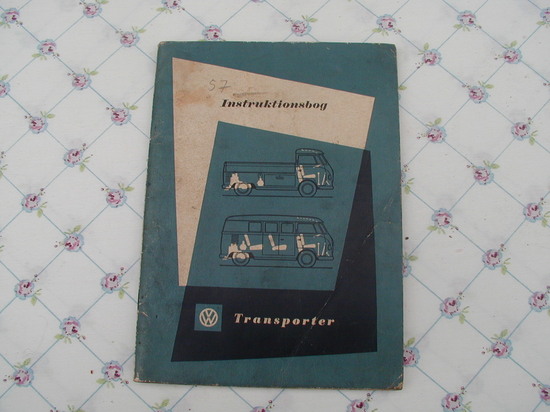 57
Instruktionsbog
VW
Transporter